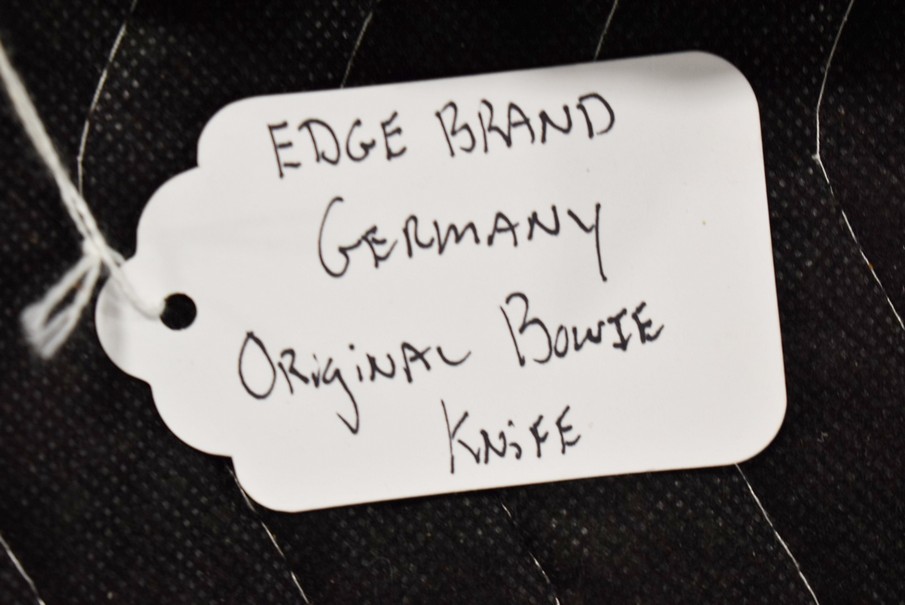 EDGE BRAND
GERMANY
ORiginAL BOWIE
KNiFE